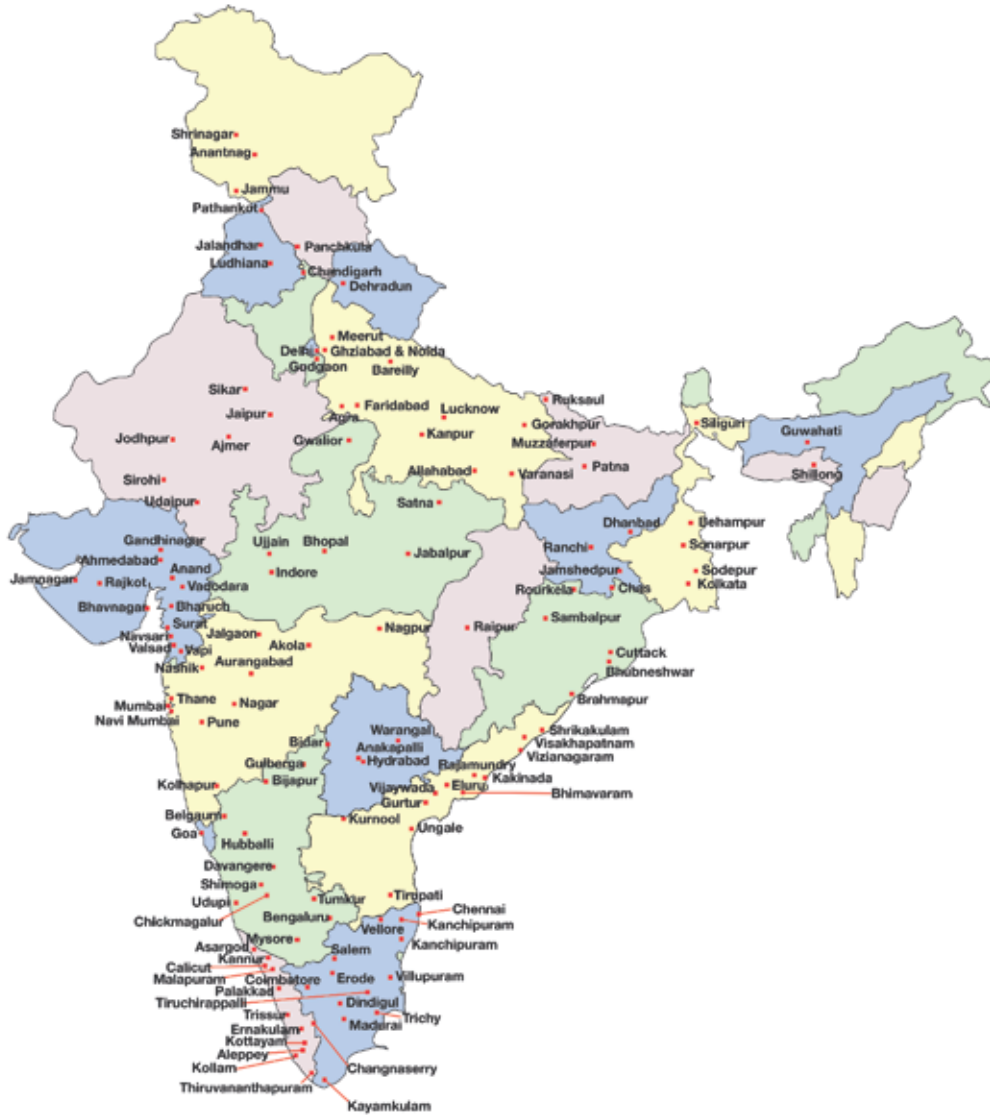 Shrinagar
Anantnag
Jammu
Pathankot
Jalandhar
Panchkula
Ludhiana
Chandigarh
Dehradun
Meerut
Delhi
Ghziabad & Noida
Godgaon
Bareilly
Sikar
Ruksaul
Faridabad
Agra
Jaipur
Lucknow
Siliguri
Gorakhpur
Jodhpur
Ajmer
Gwalior
Kanpur
Muzzaferpur
Guwahati
Patna
Shillong
Allahabad
Varanasi
Sirohi
Udaipur
Satna
Behampur
Dhanbad
Gandhinagar
Ujjain
Bhopal
Jabalpur
Ranchi
Sonarpur
Ahmedabad
Anand
Indore
Jamshedpur
Sodepur
Jamnagar
Rajkot
Vadodara
Rourkela
Chas
Kolkata
Bhavnagar
Bharuch
Sambalpur
Surat
Navsari
Jalgaon
Nagpur
Raipur
Valsad
Vapi
Akola
Cuttack
Nashik
Aurangabad
Bhubneshwar
Thane
Brahmapur
Mumbai
Nagar
Navi Mumbai
Pune
Warangal
Shrikakulam
Bidar
Anakapalli
Visakhapatnam
Gulberga
Hydrabad
Vizianagaram
Rajamundry
Kolhapur
Bijapur
Vijaywada
Eluru
Kakinada
Gurtur
Bhimavaram
Belgaum
Kurnool
Goa
Hubballi
Ungale
Davangere
Shimoga
Udupi
Tumkur
Tirupati
Chickmagalur
Bengaluru
Chennai
Vellore
Kanchipuram
Mysore
Kanchipuram
Asargod
Kannur
Salem
Calicut
Malapuram
Coimbatore
Erode
Villupuram
Palakkad
Tiruchirappalli
Dindigul
Trissur
Madurai
Trichy
Ernakulam
Kottayam
Aleppey
Kollam
Changnaserry
Thiruvananthapuram
Kayamkulam